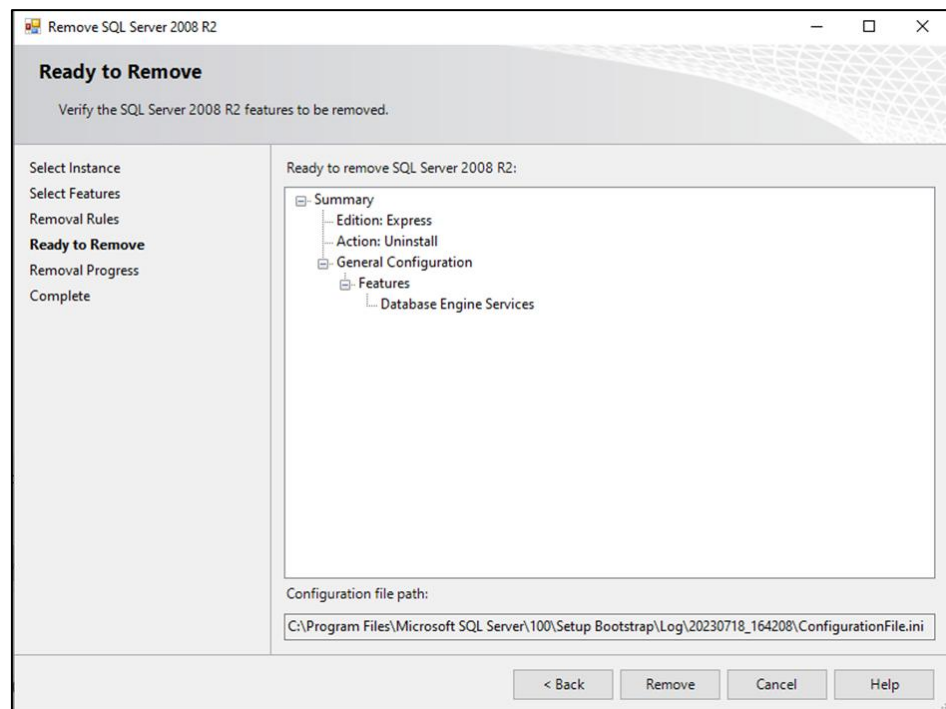 Remove SQL Server 2008 R2
Ready to Remove
Verify the SQL Server 2008 R2 features to be removed.
Select Instance
Select Features
Removal Rules
Ready to Remove
Removal Progress
Complete
Ready to remove SQL Server 2008 R2:
Summary
Edition: Express
Action: Uninstall
General Configuration
Features
Database Engine Services
Configuration file path:
C:\Program Files\Microsoft SQL Server\100\Setup Bootstrap\Log\20230718_164208\ConfigurationFile.ini
< Back
Remove
Cancel
Help